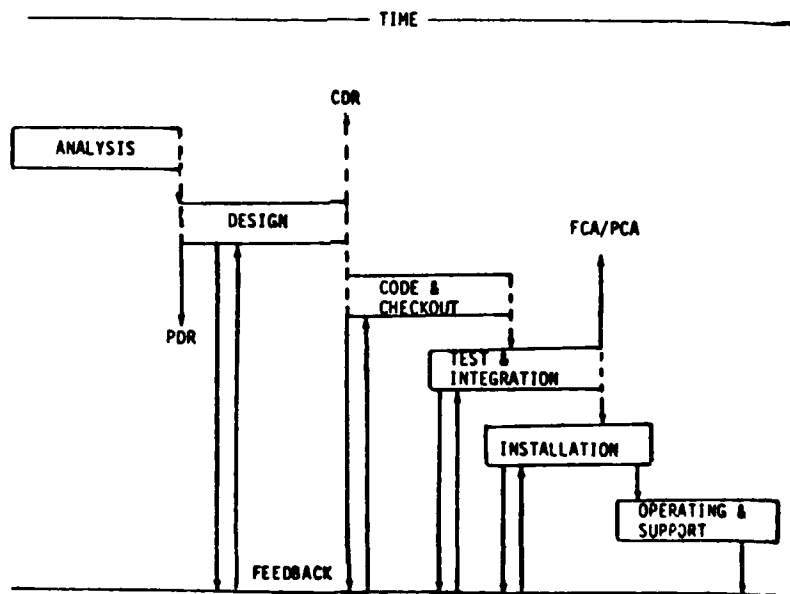 TIME
CDR
ANALYSIS
DESIGN
FCA/PCA
CODE &
CHECKOUT
PDR
TEST &
INTEGRATION
INSTALLATION
OPERATING &
SUPPORT
FEEDBACK